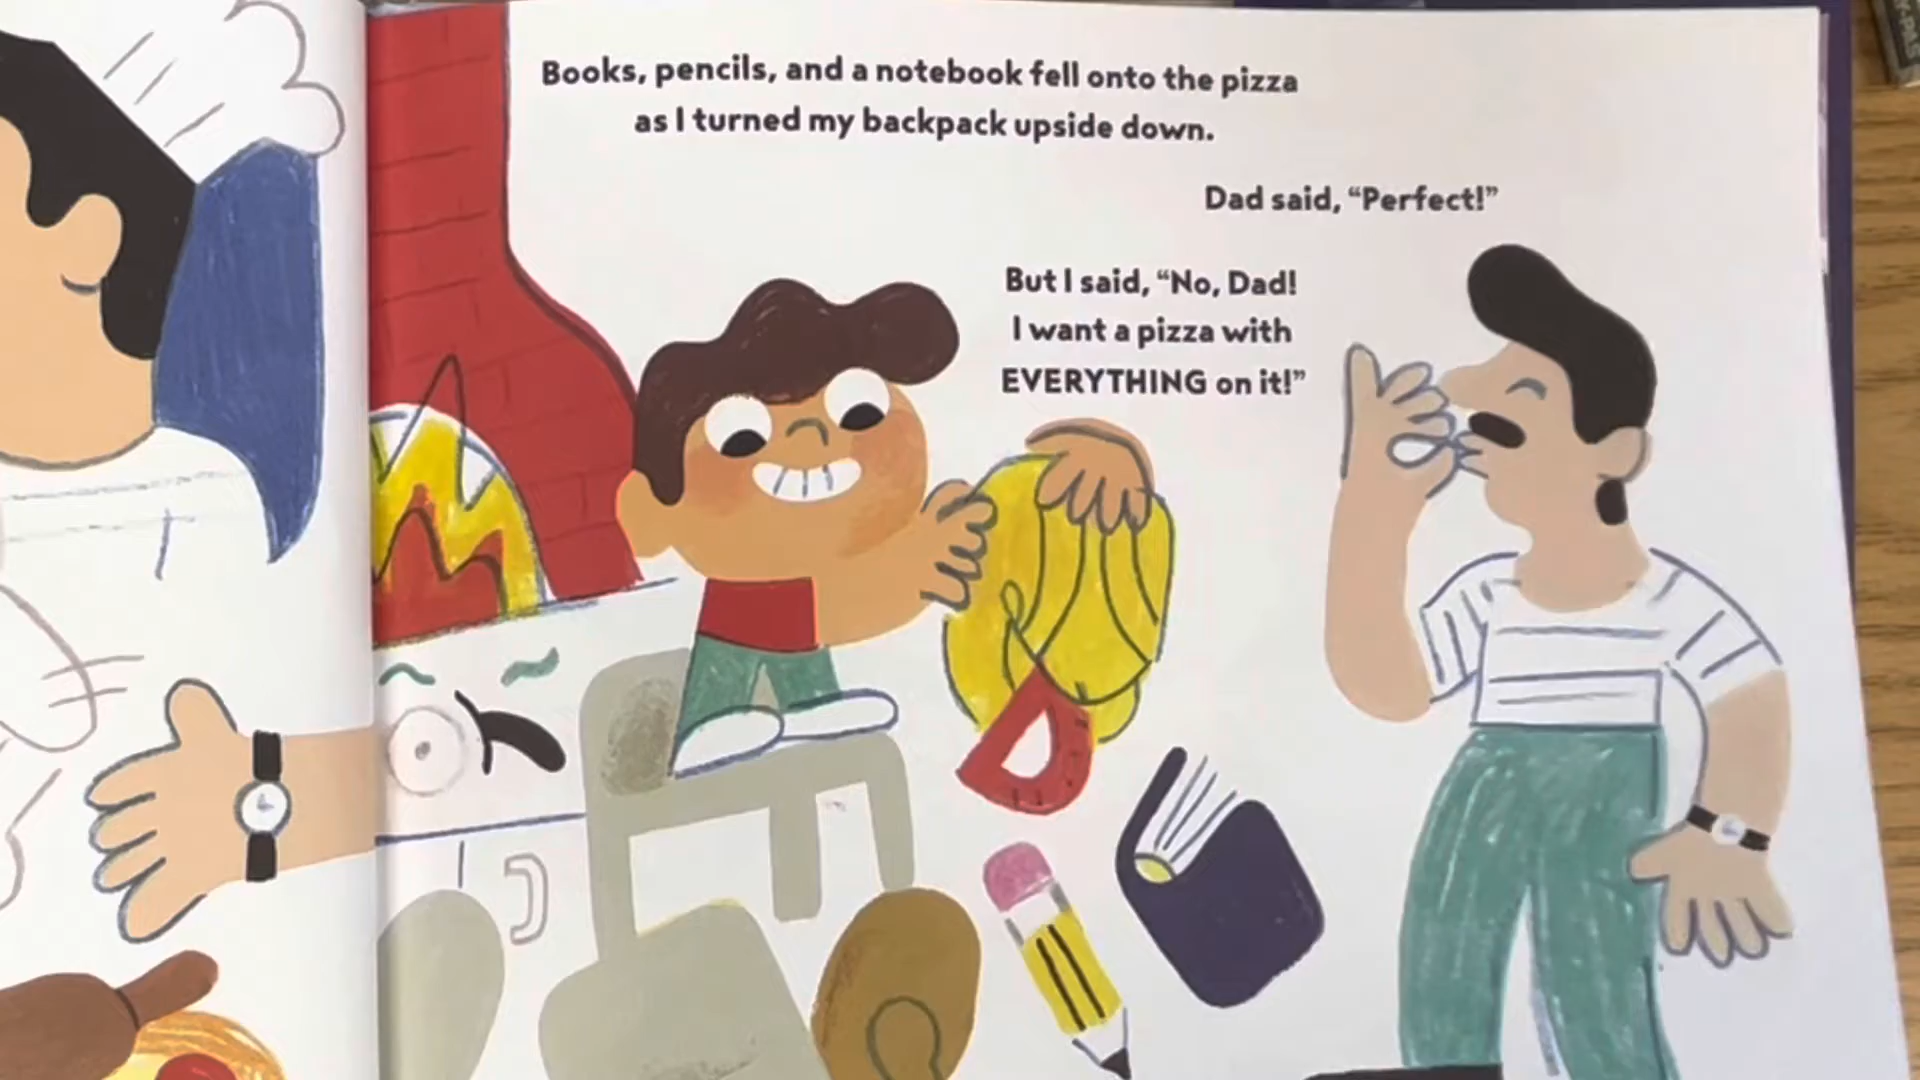 Books, pencils, and a notebook fell onto the pizza
as I turned my backpack upside down.
Dad said, “Perfect!”
But I said, “No, Dad!
I want a pizza with
EVERYTHING on it!”